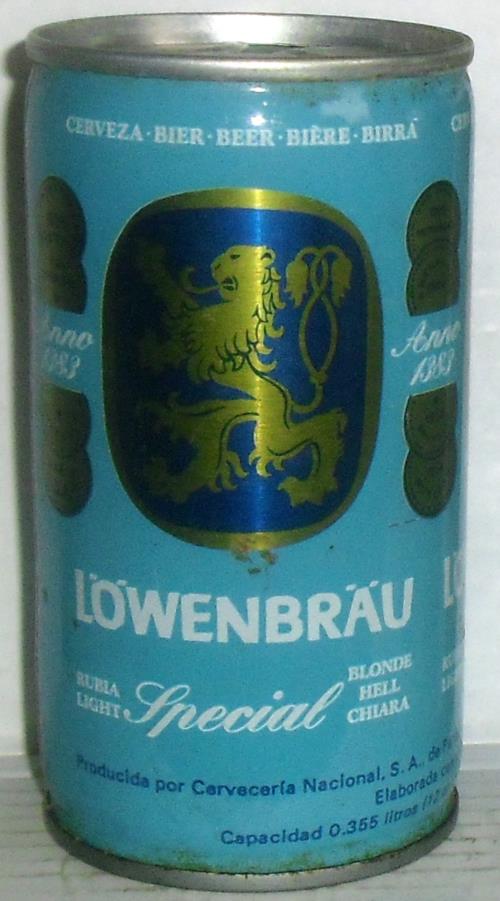 CERVEZA · BIER · BEER · BIÈRE · BIRRA
Anno
1383
Anno
1383
LÖWENBRÄU
RUBIA
LIGHT
Special
BLONDE
HELL
CHIARA
Producida por Cervecería Nacional, S. A., de
Elaborada
Capacidad 0.355 litros